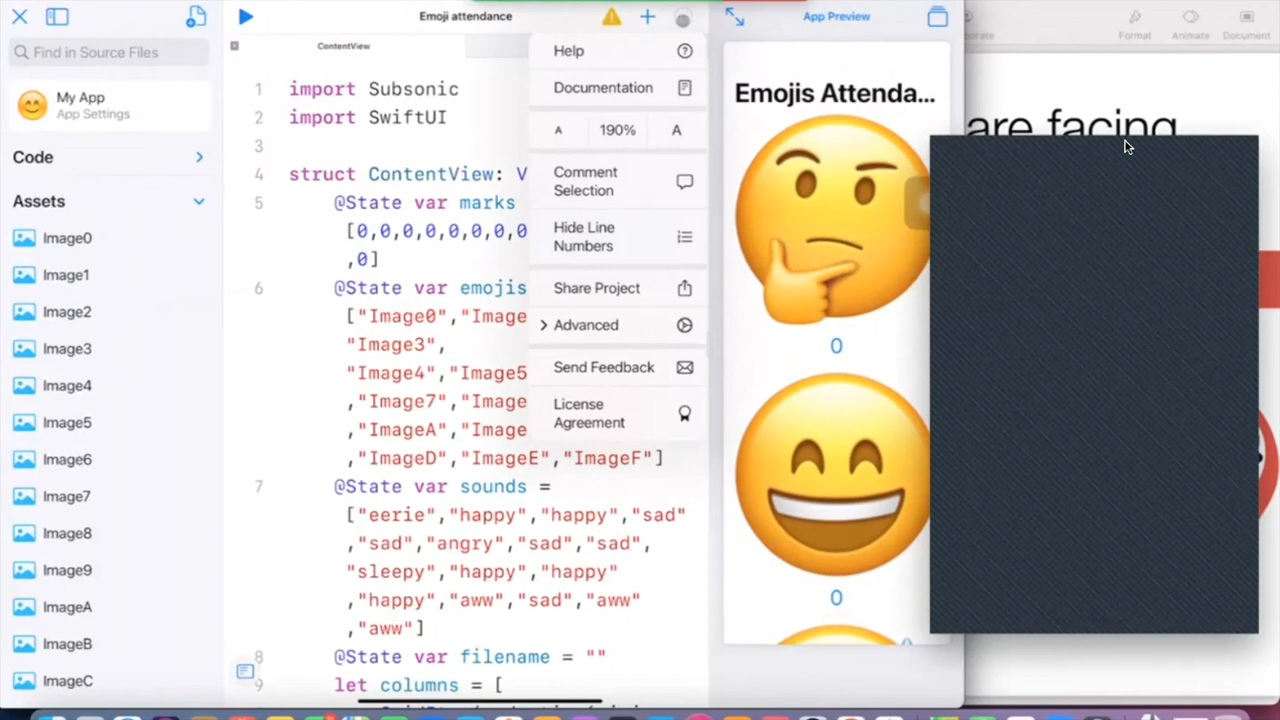 Find in Source Files
My App
App Settings
Code
Assets
Image0
Image1
Image2
Image3
Image4
Image5
Image6
Image7
Image8
Image9
ImageA
ImageB
ImageC
Emoji attendance
ContentView
1 import Subsonic
2 import SwiftUI
3
4 struct ContentView: V
5 @State var marks
[0,0,0,0,0,0,0,0
,0]
6 @State var emojis
["Image0","Image
"Image3",
"Image4","Image5
,"Image7","Image
,"ImageA","Image
,"ImageD","ImageE","ImageF"]
7 @State var sounds =
["eerie","happy","happy","sad"
,"sad","angry","sad","sad",
"sleepy","happy","happy"
,"happy","aww","sad","aww"
,"aww"]
8 @State var filename = ""
9 let columns = [
Help
Documentation
A 190% A
Comment
Selection
Hide Line
Numbers
Share Project
Advanced
Send Feedback
License
Agreement
App Preview
Emojis Attenda...
0
0
Format
Animate
Document
are facing